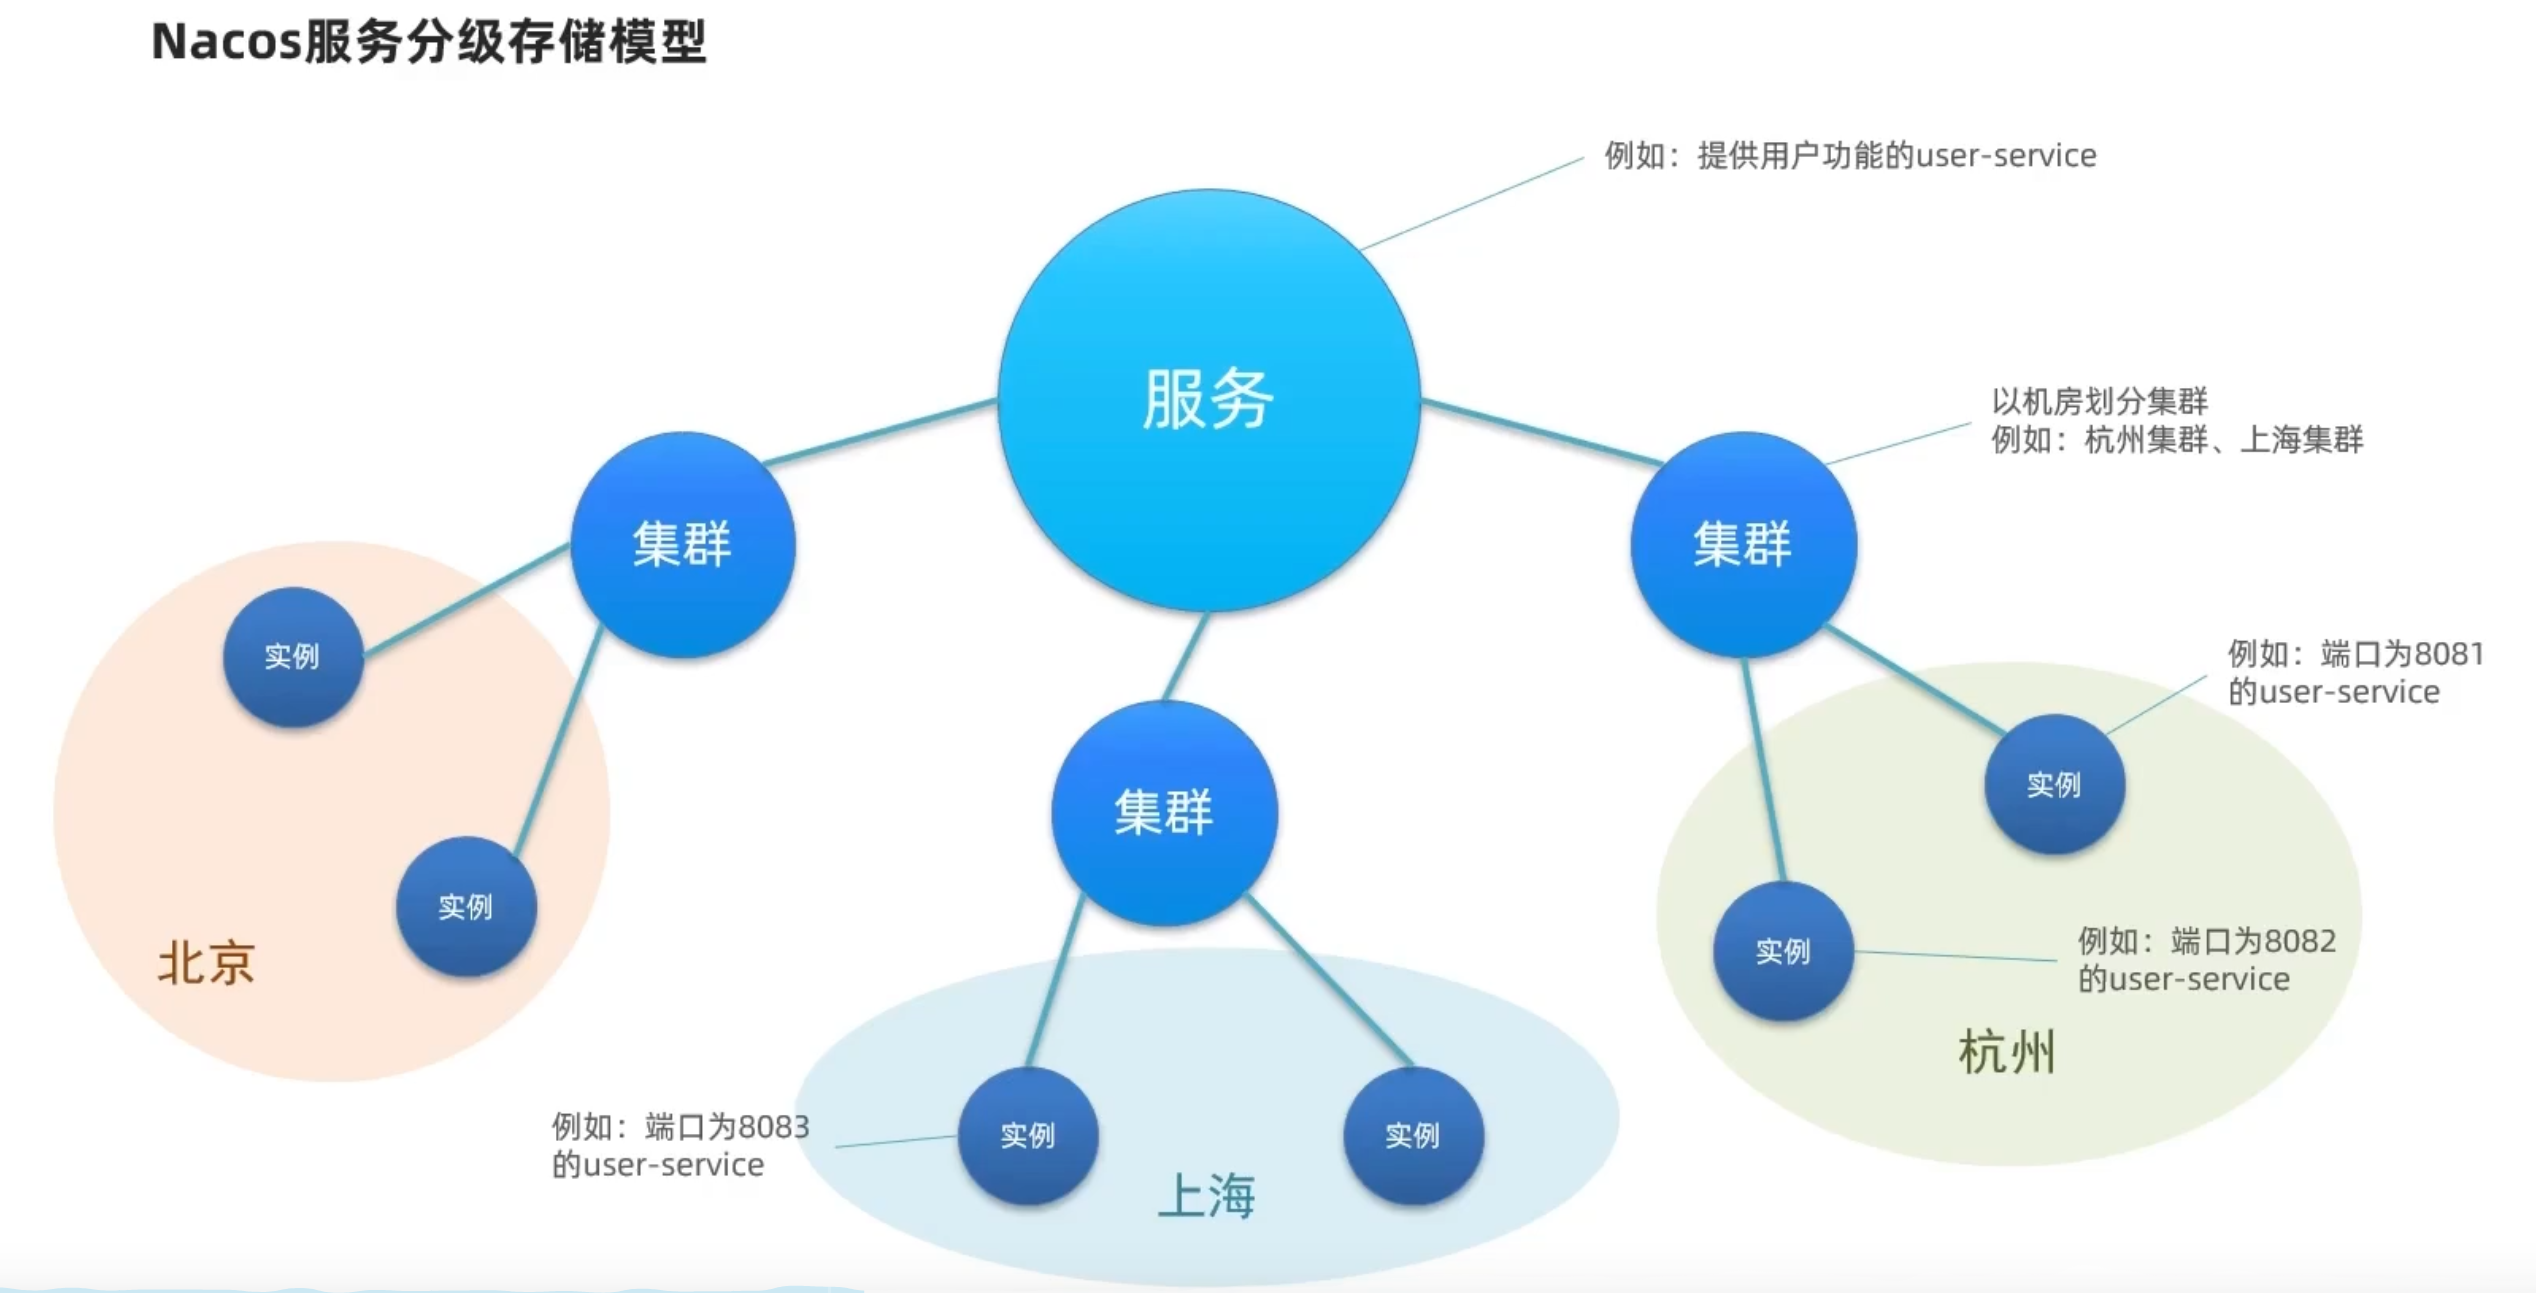 Nacos服务分级存储模型
例如：提供用户功能的user-service
服务
以机房划分集群
例如：杭州集群、上海集群
集群
集群
例如：端口为8081
的user-service
实例
实例
集群
实例
实例
例如：端口为8082
的user-service
北京
杭州
例如：端口为8083
的user-service
实例
实例
上海